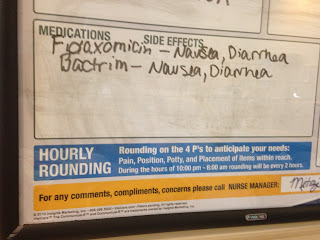 MEDICATIONS SIDE EFFECTS
Fidaxomicin – Nausea, Diarrhea
Bactrim – Nausea, Diarrhea
HOURLY ROUNDING
Rounding on the 4 P's to anticipate your needs:
Pain, Position, Potty, and Placement of items within reach.
During the hours of 10:00 pm - 6:00 am rounding will be every 2 hours.
For any comments, compliments, concerns please call NURSE MANAGER: